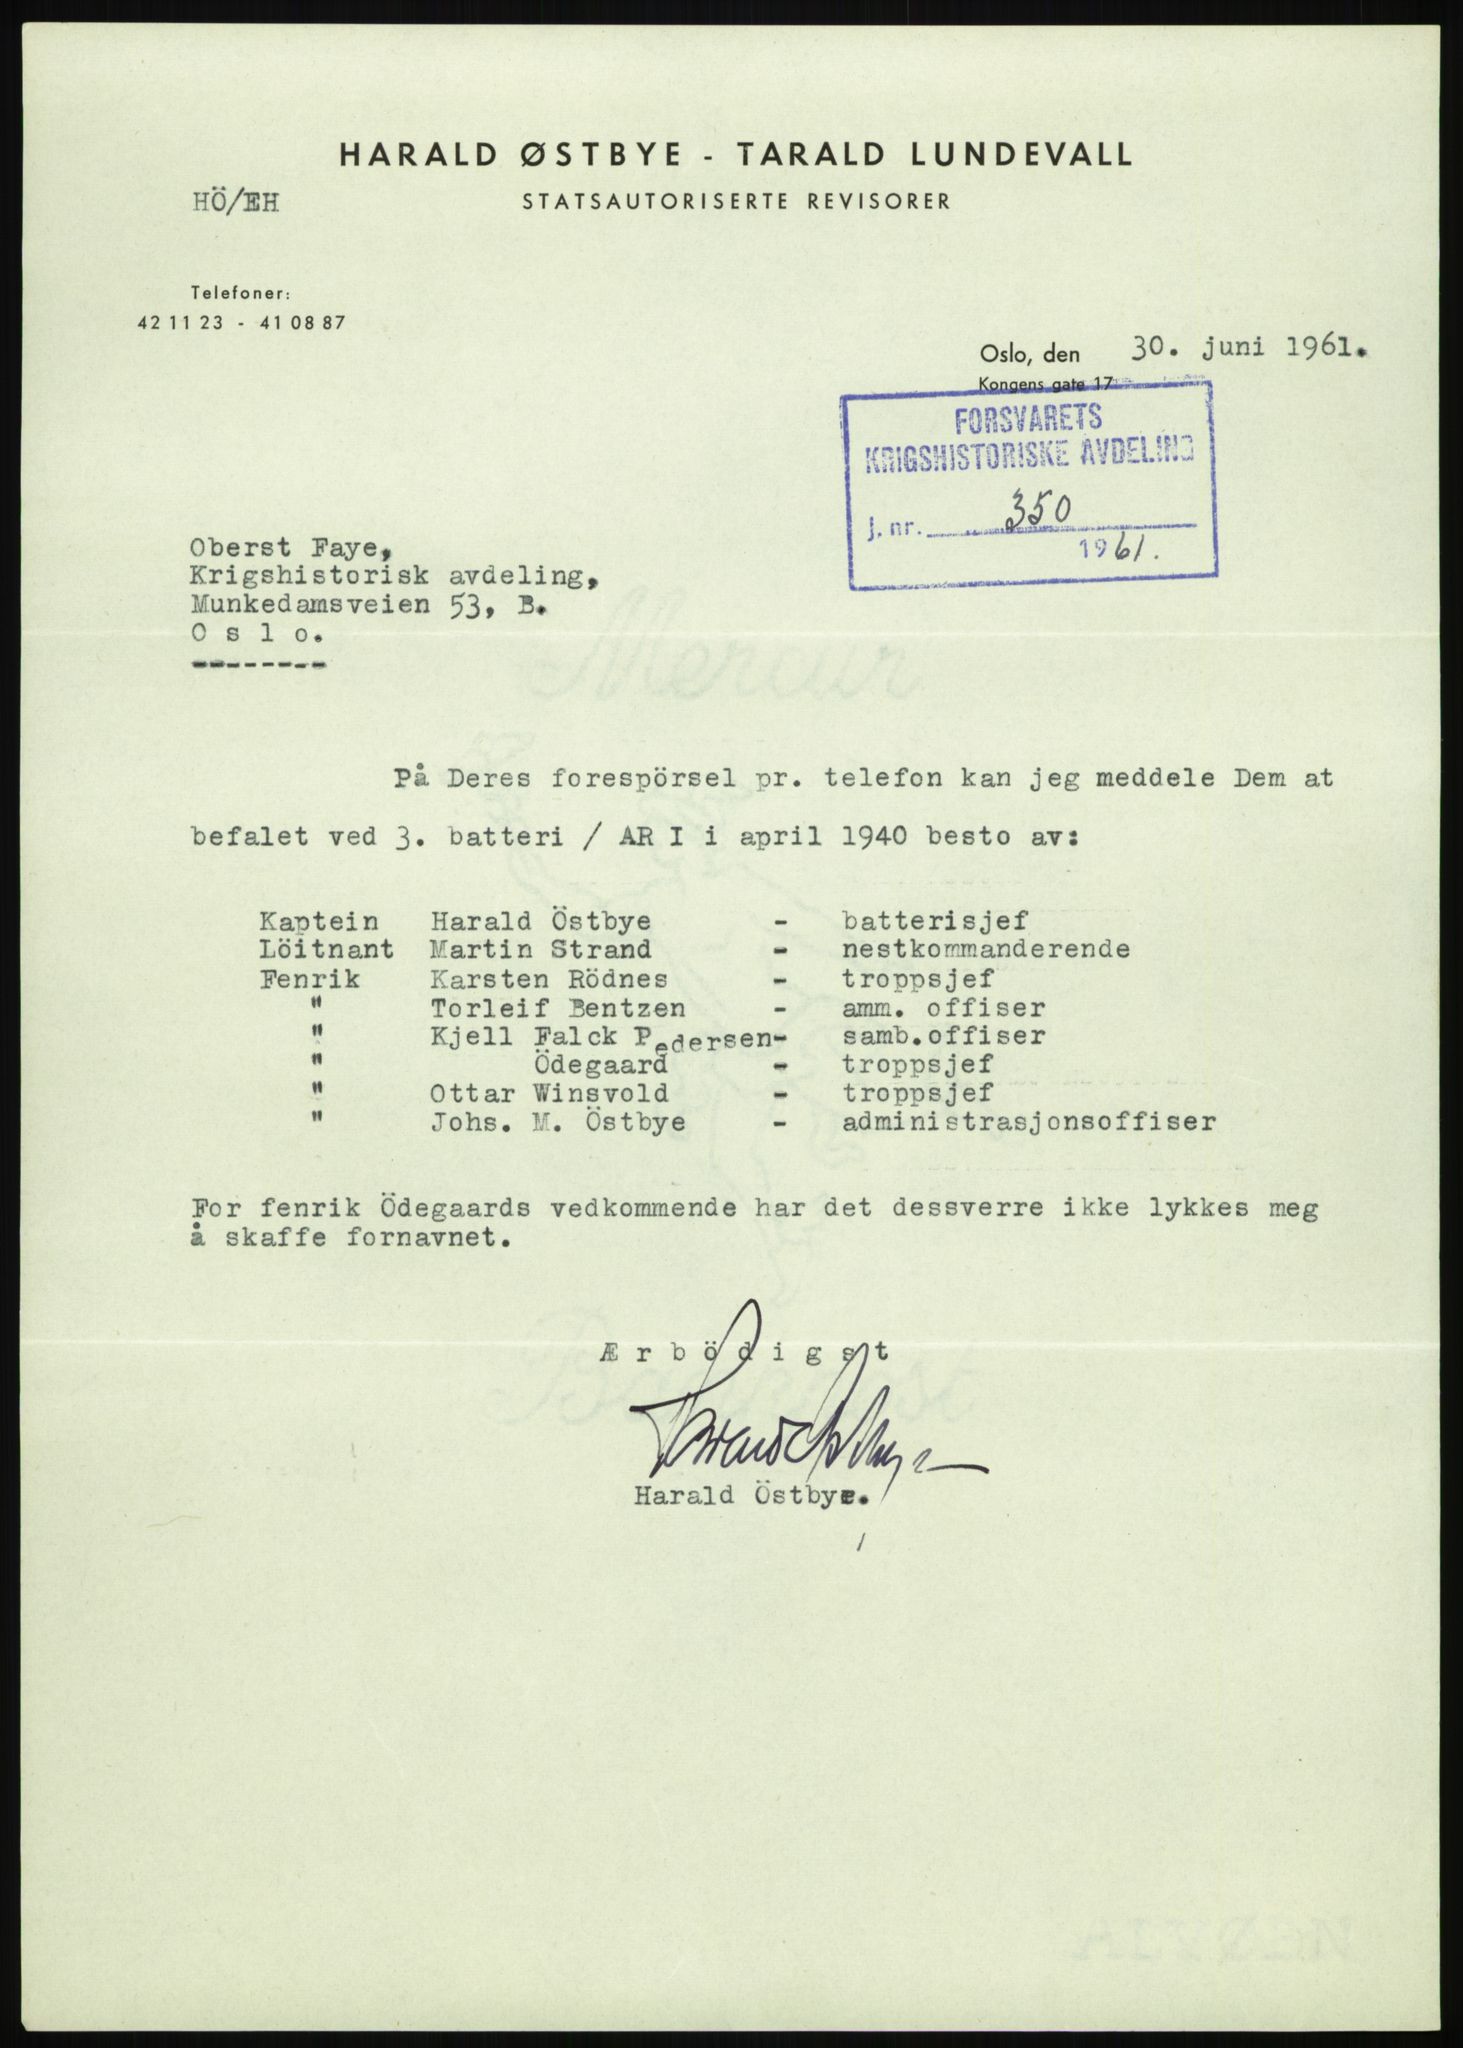 HARALD ØSTBYE - TARALD LUNDEVALL
HÖ/EH
STATSAUTORISERTE REVISORER
Telefoner:
42 11 23 - 41 08 87
Oslo, den 30. juni 1961.
Kongens gate 17
FORSVARETS
KRIGSHISTORISKE AVDELING
J. nr. 350
1961.
Oberst Faye,
Krigshistorisk avdeling,
Munkedamsveien 53, B.
O s l o.
--------
På Deres forespörsel pr. telefon kan jeg meddele Dem at
befalet ved 3. batteri / AR I i april 1940 besto av:
Kaptein Harald Östbye - batterisjef
Löitnant Martin Strand - nestkommanderende
Fenrik Karsten Rödnes - troppsjef
" Torleif Bentzen - amm. offiser
" Kjell Falck Pedersen- samb.offiser
" Ödegaard - troppsjef
" Ottar Winsvold - troppsjef
" Johs. M. Östbye - administrasjonsoffiser
For fenrik Ödegaards vedkommende har det dessverre ikke lykkes meg
å skaffe fornavnet.
Æ r b ö d i g s t
Harald Östbye
Harald Östbye.
Mercur